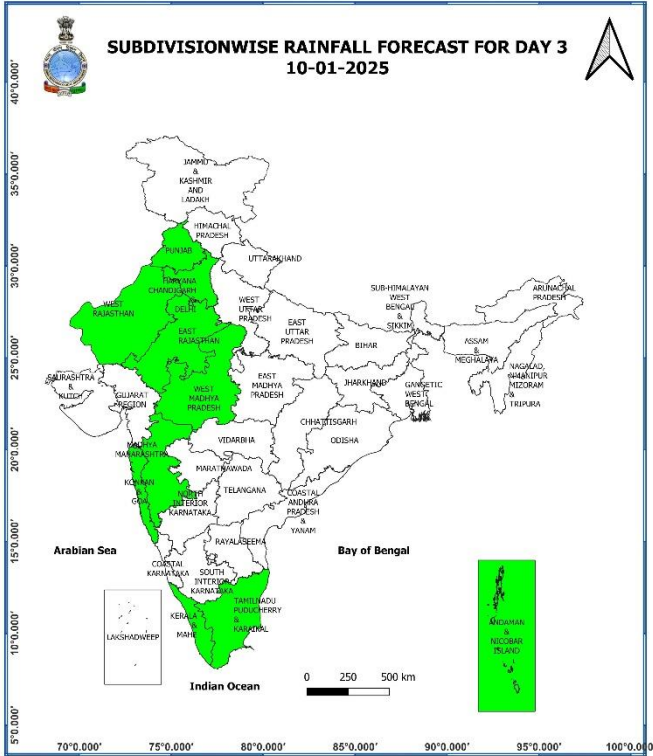 SUBDIVISIONWISE RAINFALL FORECAST FOR DAY 3
10-01-2025
40°0.000'
35°0.000'
30°0.000'
25°0.000'
20°0.000'
15°0.000'
10°0.000'
5°0.000'
JAMMU
&
KASHMIR
AND
LADAKH
HIMACHAL
PRADESH
PUNJAB
UTTARAKHAND
HARYANA
CHANDIGARH
DELHI
WEST
RAJASTHAN
EAST
RAJASTHAN
WEST
UTTAR
PRADESH
EAST
UTTAR
PRADESH
SUB-HIMALAYAN
WEST
BENGAL
&
SIKKIM
ARUNACHAL
PRADESH
BIHAR
ASSAM
&
MEGHALAYA
NAGALAD,
MANIPUR
MIZORAM
&
TRIPURA
SAURASHTRA
&
KUTCH
GUJARAT
REGION
WEST
MADHYA
PRADESH
EAST
MADHYA
PRADESH
JHARKHAND
GANGETIC
WEST
BENGAL
CHHATTISGARH
ODISHA
VIDARBHA
MADHYA
MAHARASHTRA
MARATHAWADA
KONKAN
&
GOA
NORTH
INTERIOR
KARNATAKA
TELANGANA
COASTAL
ANDHRA
PRADESH
&
YANAM
RAYALASEEMA
Arabian Sea
Bay of Bengal
COASTAL
KARNATAKA
SOUTH
INTERIOR
KARNATAKA
TAMILNADU
PUDUCHERRY
&
KARAIKAL
KERALA
&
MAHE
LAKSHADWEEP
ANDAMAN
&
NICOBAR
ISLAND
Indian Ocean
0 250 500 km
70°0.000' 75°0.000' 80°0.000' 85°0.000' 90°0.000' 95°0.000' 100°0.000'